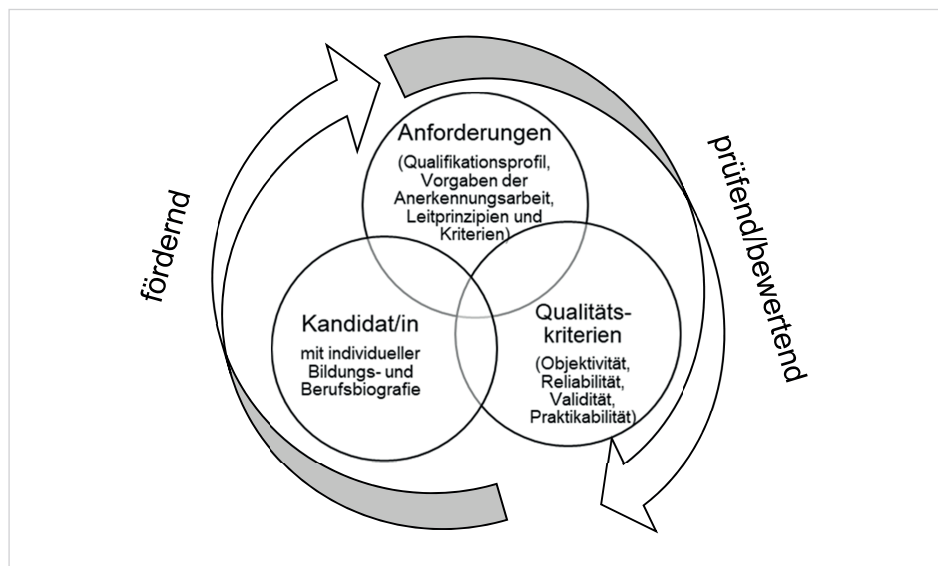 Anforderungen
(Qualifikationsprofil,
Vorgaben der
Anerkennungsarbeit,
Leitprinzipien und
Kriterien)
fördernd
prüfend/bewertend
Kandidat/in
mit individueller
Bildungs- und
Berufsbiografie
Qualitäts-
kriterien
(Objektivität,
Reliabilität,
Validität,
Praktikabilität)